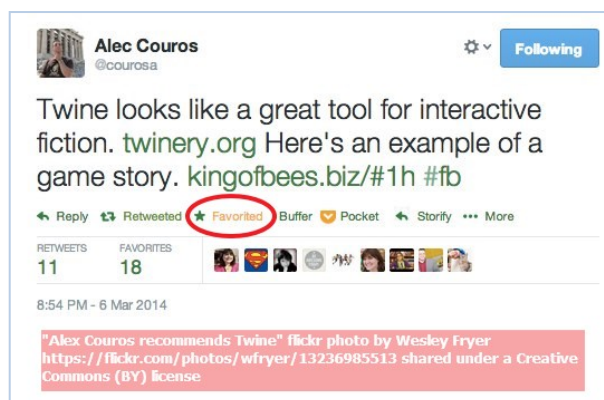 Alec Couros
@courosa
Following
Twine looks like a great tool for interactive
fiction. twinery.org Here's an example of a
game story. kingofbees.biz/#1h #fb
Reply Retweeted Favorited Buffer Pocket Storify More
RETWEETS FAVORITES
11 18
8:54 PM - 6 Mar 2014
"Alex Couros recommends Twine" flickr photo by Wesley Fryer
https://flickr.com/photos/wfryer/13236985513 shared under a Creative
Commons (BY) license